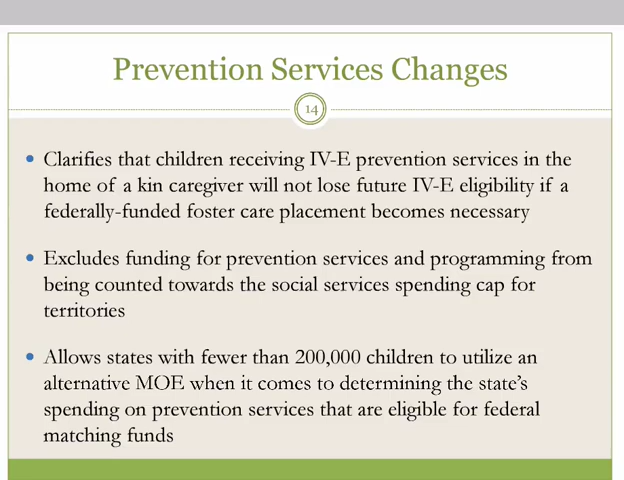 Prevention Services Changes
14
• Clarifies that children receiving IV-E prevention services in the
home of a kin caregiver will not lose future IV-E eligibility if a
federally-funded foster care placement becomes necessary
• Excludes funding for prevention services and programming from
being counted towards the social services spending cap for
territories
• Allows states with fewer than 200,000 children to utilize an
alternative MOE when it comes to determining the state's
spending on prevention services that are eligible for federal
matching funds